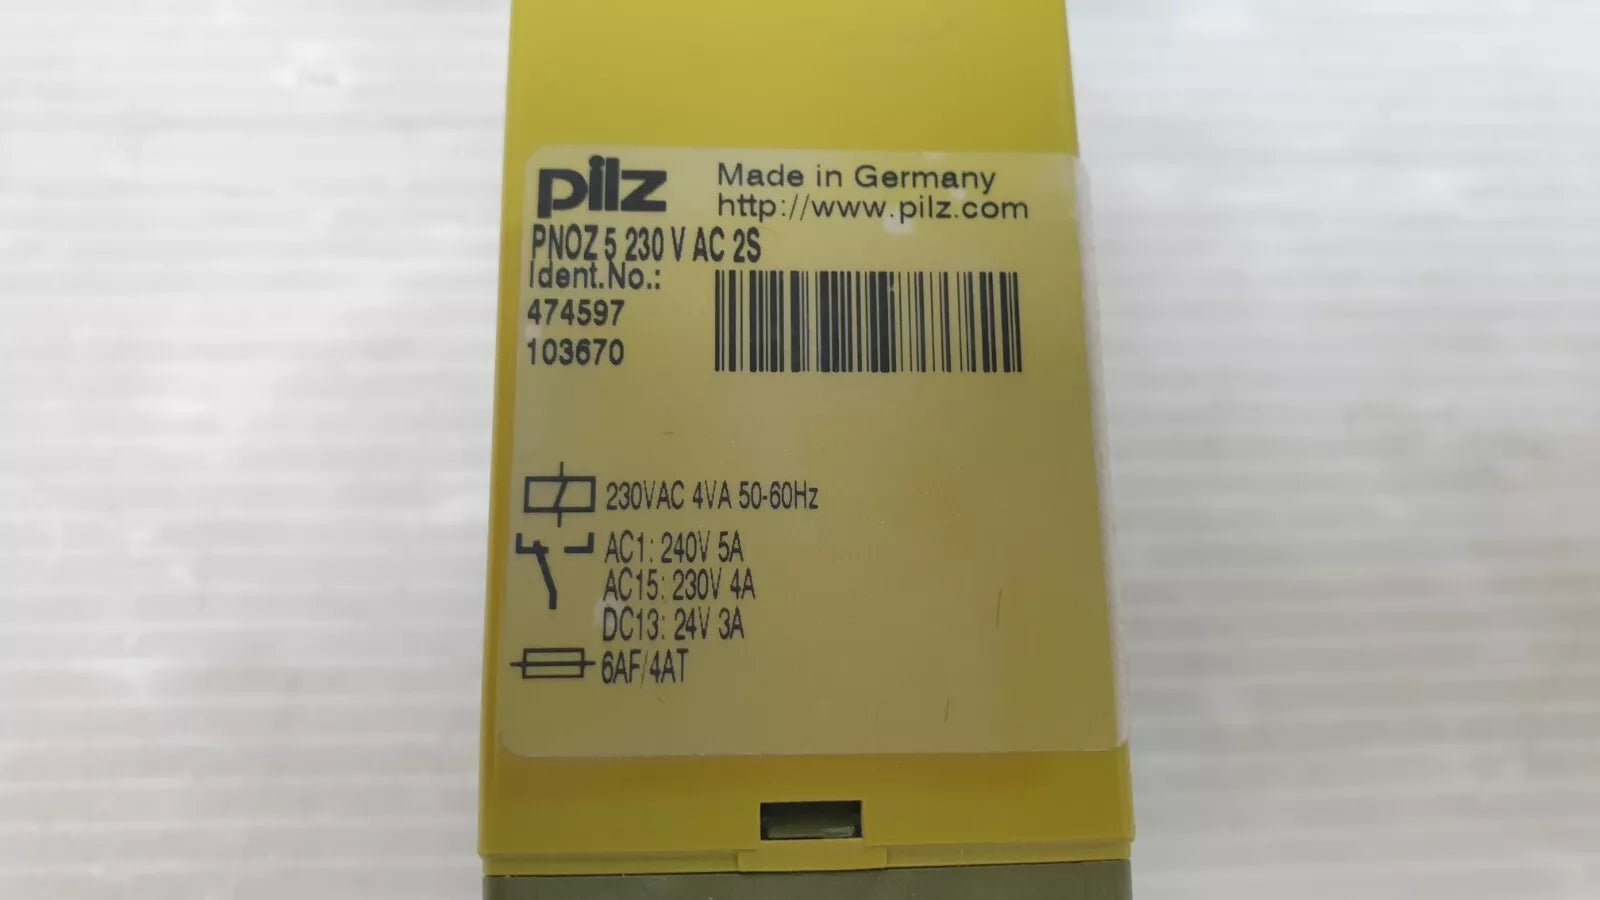 pilz
Made in Germany
http://www.pilz.com
PNOZ 5 230 V AC 2S
Ident.No.:
474597
103670
230VAC 4VA 50-60Hz
AC1: 240V 5A
AC15: 230V 4A
DC13: 24V 3A
6AF/4AT